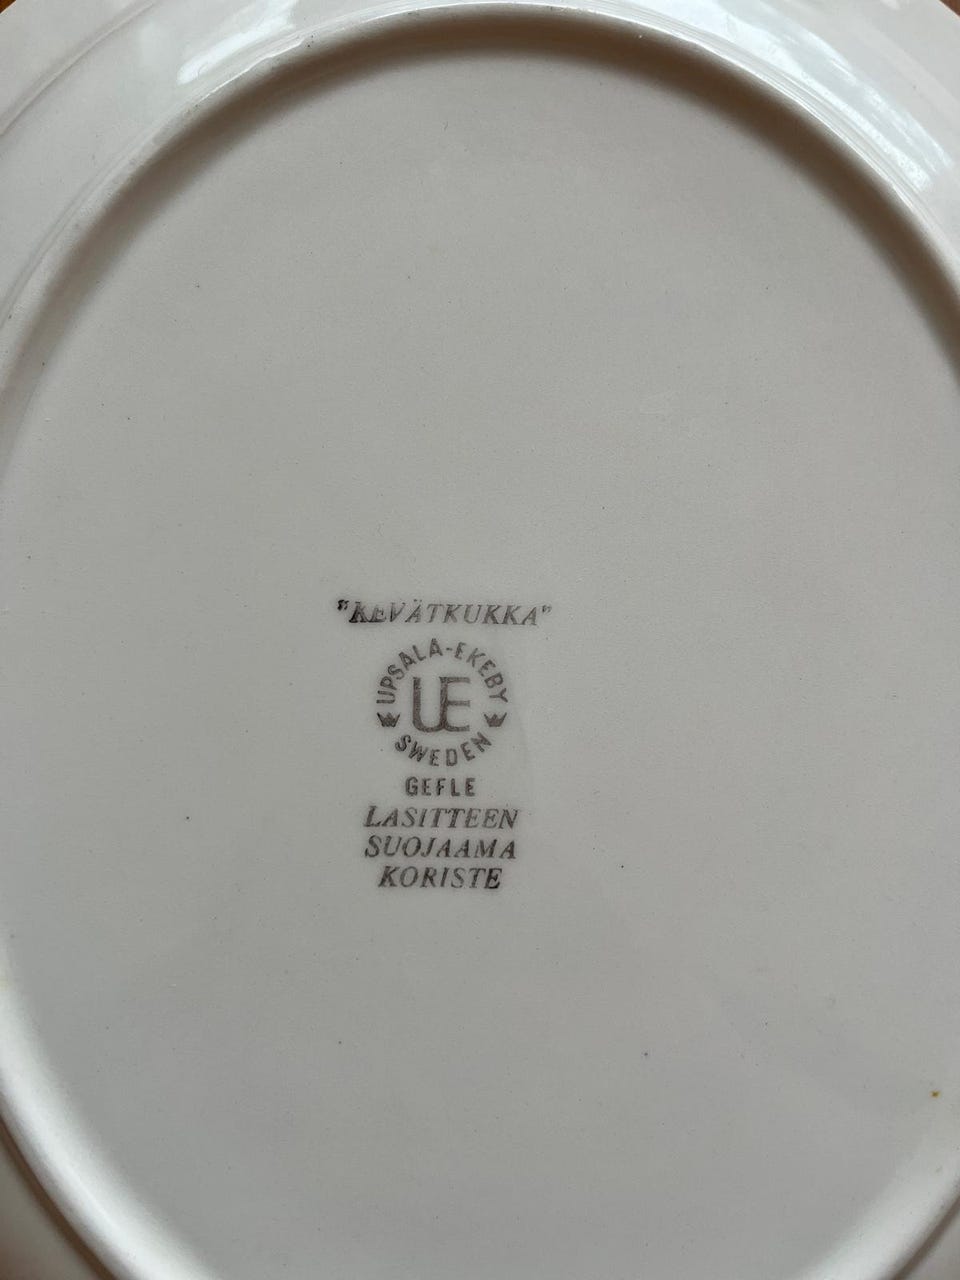 "KEVÄTKUKKA"
UPSALA-EKEBY
UE
SWEDEN
GEFLE
LASITTEEN
SUOJAAMA
KORISTE